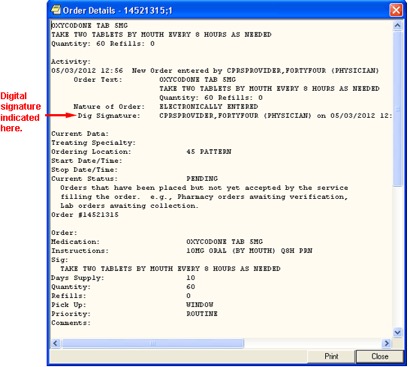 Order Details - 14521315;1
OXYCODONE TAB 5MG
TAKE TWO TABLETS BY MOUTH EVERY 8 HOURS AS NEEDED
Quantity: 60 Refills: 0
Activity:
05/03/2012 12:56 New Order entered by CPRSPROVIDER,FORTYFOUR (PHYSICIAN)
Order Text: OXYCODONE TAB 5MG
TAKE TWO TABLETS BY MOUTH EVERY 8 HOURS AS NEEDED
Quantity: 60 Refills: 0
Nature of Order: ELECTRONICALLY ENTERED
Dig Signature: CPRSPROVIDER,FORTYFOUR (PHYSICIAN) on 05/03/2012 12:
Digital
signature
indicated
here.
Current Data:
Treating Specialty:
Ordering Location: 45 PATTERN
Start Date/Time:
Stop Date/Time:
Current Status: PENDING
Orders that have been placed but not yet accepted by the service
filling the order. e.g., Pharmacy orders awaiting verification,
Lab orders awaiting collection.
Order #14521315
Order:
Medication: OXYCODONE TAB 5MG
Instructions: 10MG ORAL (BY MOUTH) Q8H PRN
Sig:
TAKE TWO TABLETS BY MOUTH EVERY 8 HOURS AS NEEDED
Days Supply: 10
Quantity: 60
Refills: 0
Pick Up: WINDOW
Priority: ROUTINE
Comments:
Print Close